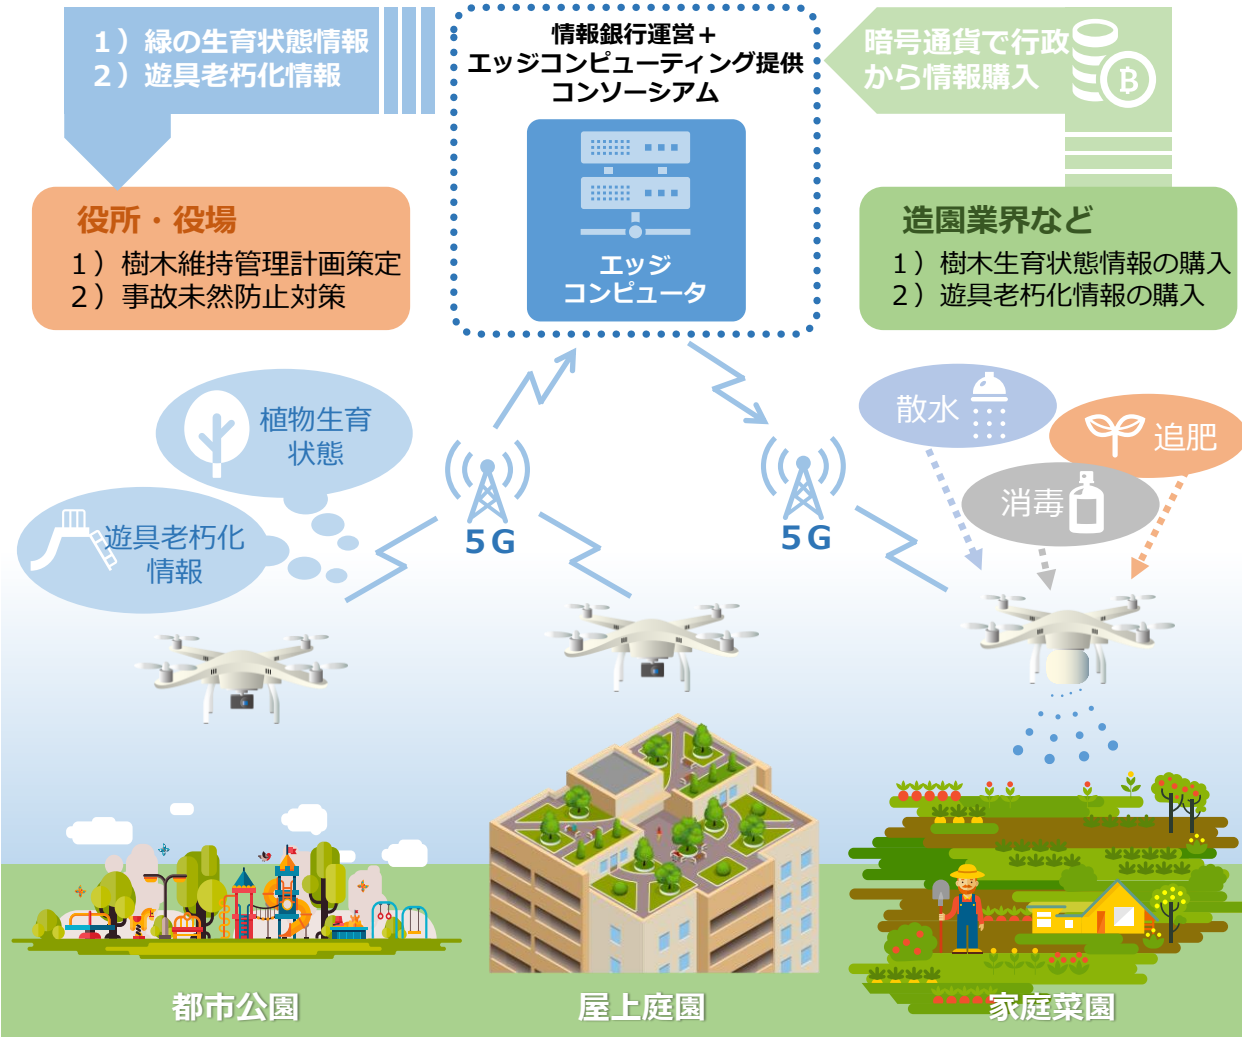 １）緑の生育状態情報
２）遊具老朽化情報
情報銀行運営＋
エッジコンピューティング提供
コンソーシアム
暗号通貨で行政
から情報購入
役所・役場
１）樹木維持管理計画策定
２）事故未然防止対策
エッジ
コンピュータ
造園業界など
１）樹木生育状態情報の購入
２）遊具老朽化情報の購入
植物生育
状態
遊具老朽化
情報
5G
5G
散水
追肥
消毒
都市公園
屋上庭園
家庭菜園